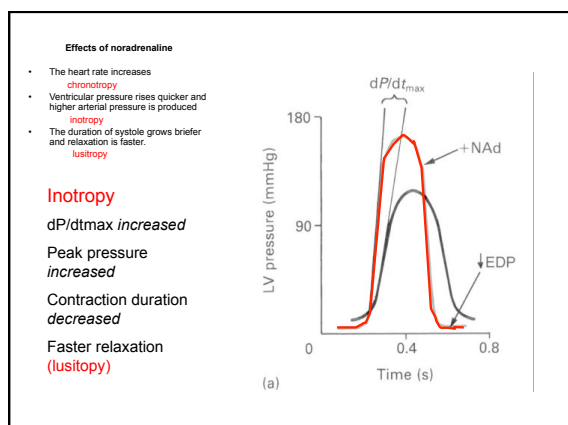 Effects of noradrenaline
• The heart rate increases
chronotropy
• Ventricular pressure rises quicker and
higher arterial pressure is produced
inotropy
• The duration of systole grows briefer
and relaxation is faster.
lusitropy
Inotropy
dP/dtmax increased
Peak pressure
increased
Contraction duration
decreased
Faster relaxation
(lusitopy)
dP/dtmax
180
+NAd
LV pressure (mmHg)
90
↓EDP
0
0.4
0.8
Time (s)
(a)